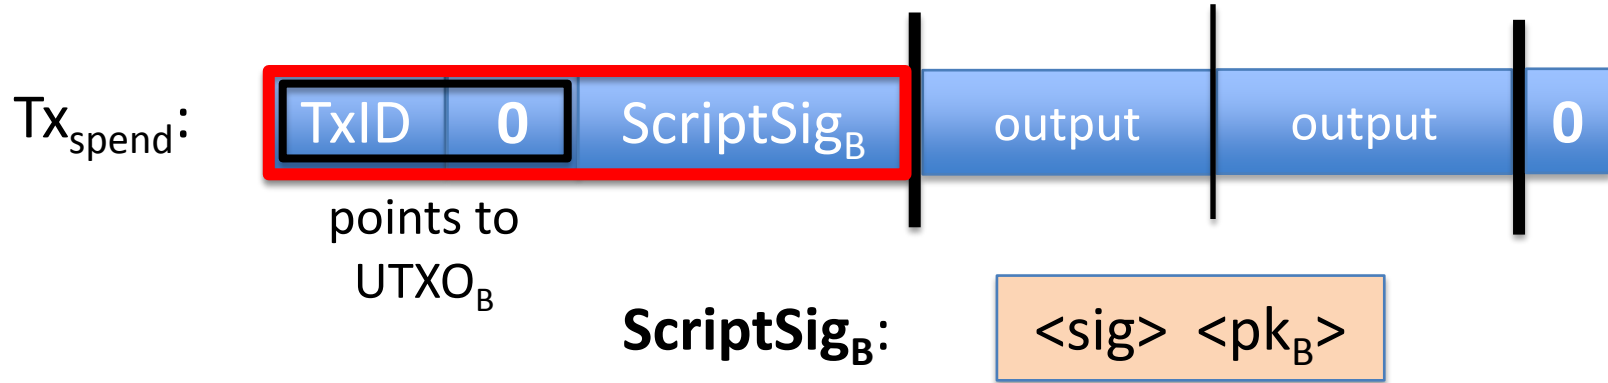 Tx_spend: TxID 0 ScriptSig_B output output 0
points to
UTXO_B
ScriptSig_B: <sig> <pk_B>